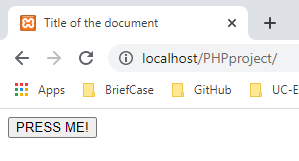 Title of the document
localhost/PHPproject/
Apps BriefCase GitHub UC-E
PRESS ME!